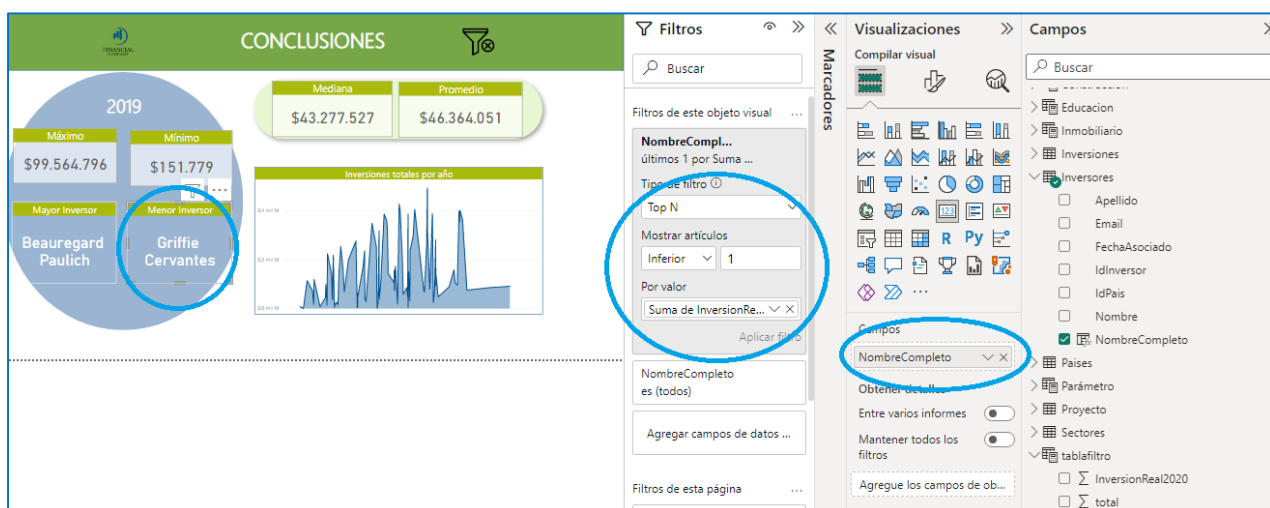 FINANCIAL
CONCLUSIONES
2019
Máximo
Mínimo
$99.564.796
$151.779
Mayor Inversor
Menor Inversor
Beauregard
Paulich
Griffie
Cervantes
Mediana
Promedio
$43.277.527
$46.364.051
Inversiones totales por año
Filtros
Buscar
Filtros de este objeto visual
NombreCompl...
últimos 1 por Suma ...
Tipo de filtro
Top N
Mostrar artículos
Inferior
1
Por valor
Suma de InversionRe...
Aplicar filtro
NombreCompleto
es (todos)
Agregar campos de datos ...
Filtros de esta página
Marcadores
Visualizaciones
Compilar visual
123
R
Py
Campos
NombreCompleto
Obtener detalles
Entre varios informes
Mantener todos los
filtros
Agregue los campos de ob...
Campos
Buscar
Educacion
Inmobiliario
Inversiones
Inversores
Apellido
Email
FechaAsociado
IdInversor
IdPais
Nombre
NombreCompleto
Paises
Parámetro
Proyecto
Sectores
tablafiltro
InversionReal2020
total